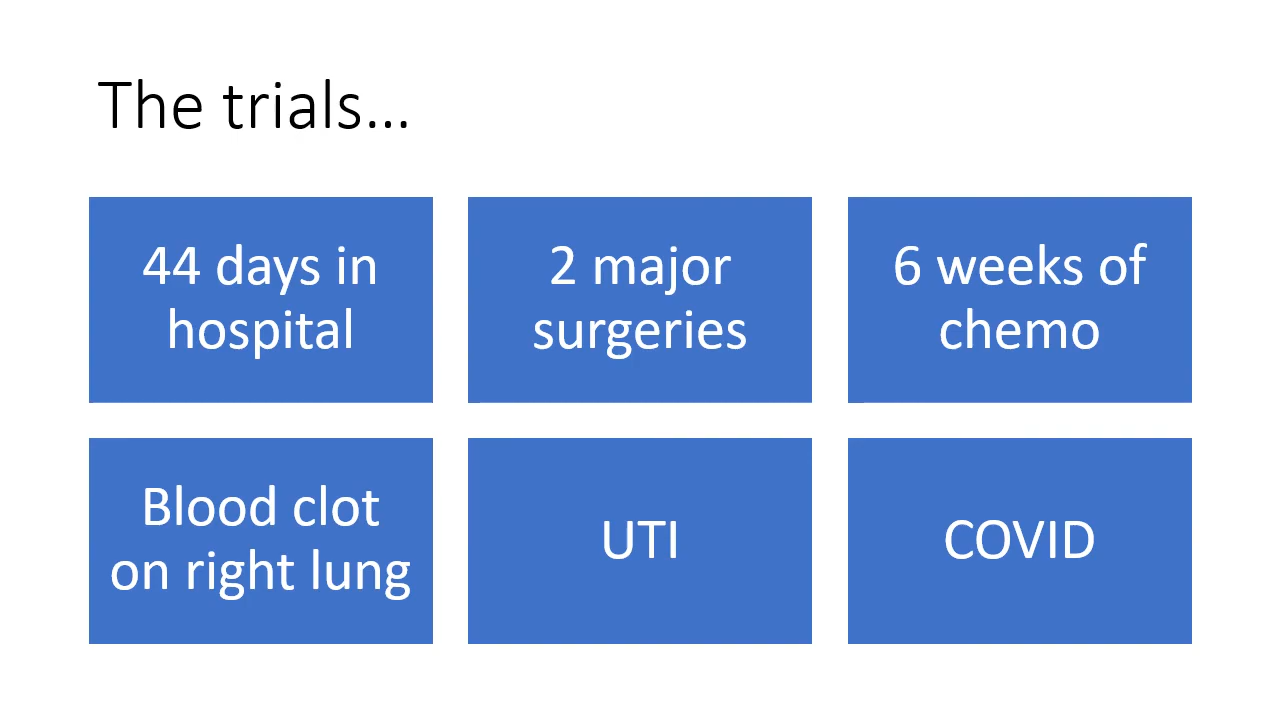 The trials...
44 days in
hospital
2 major
surgeries
6 weeks of
chemo
Blood clot
on right lung
UTI
COVID